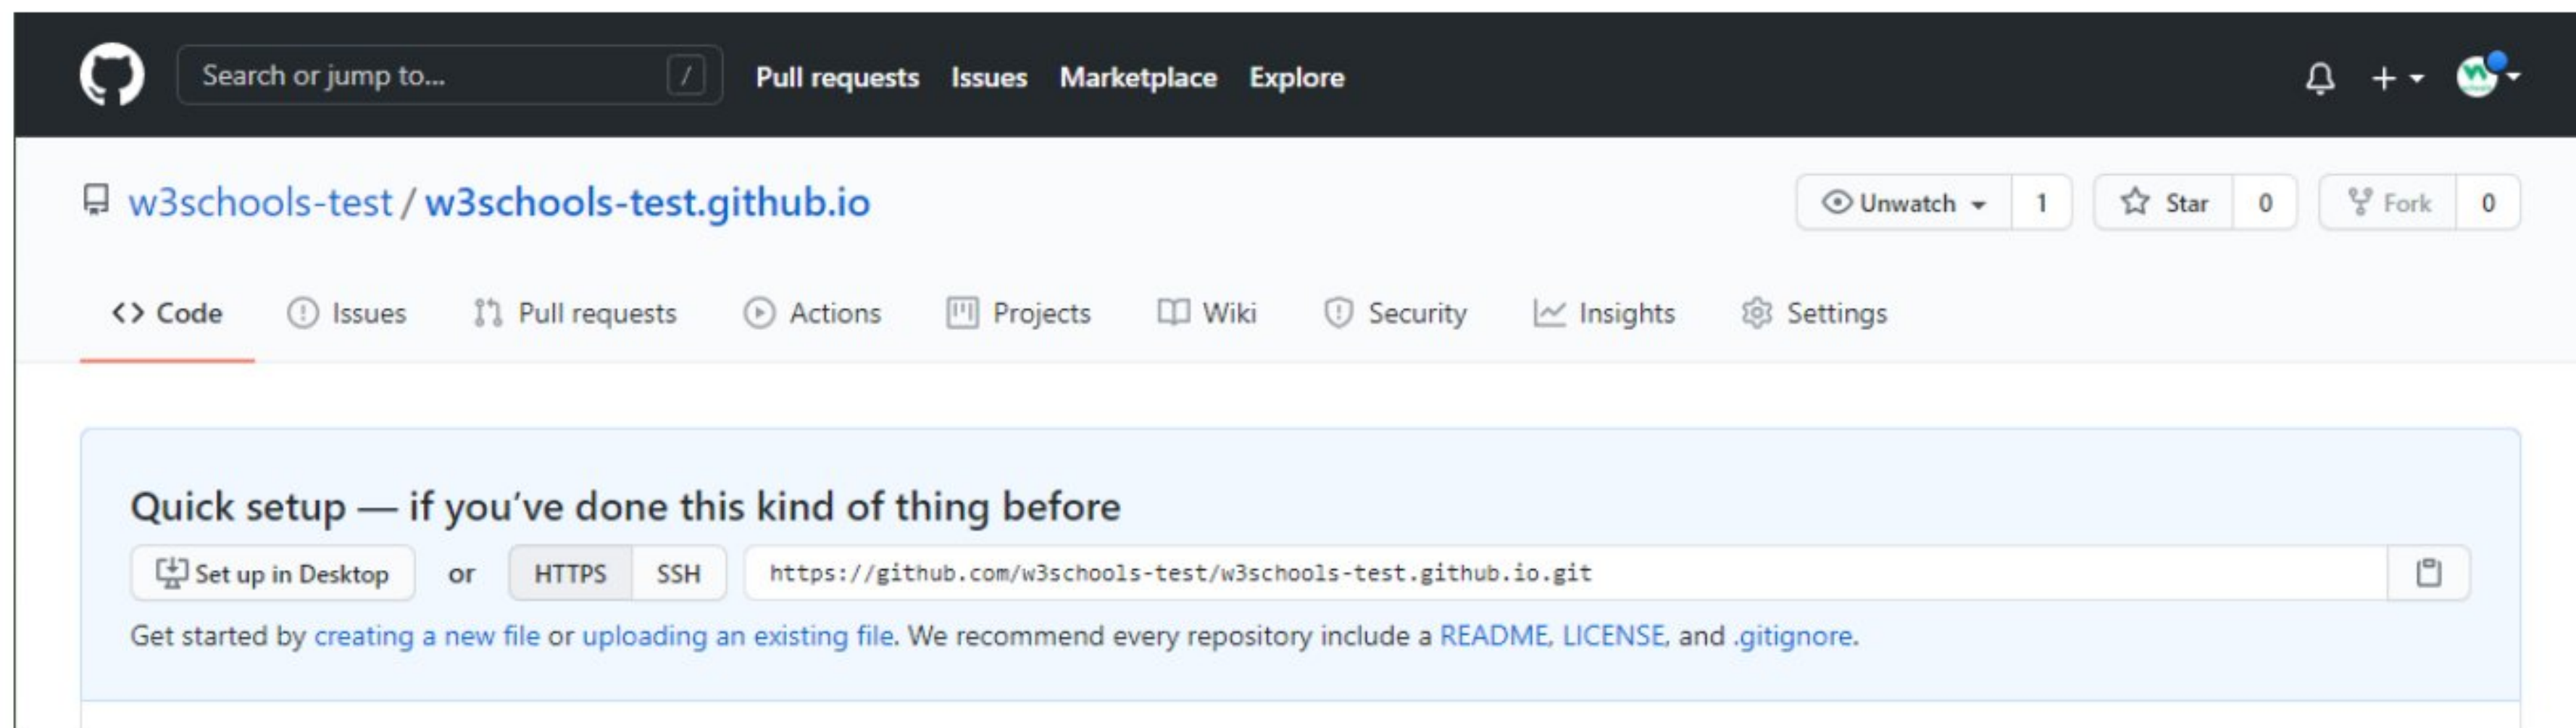 Search or jump to... / Pull requests Issues Marketplace Explore
w3schools-test / w3schools-test.github.io Unwatch 1 Star 0 Fork 0
<> Code Issues Pull requests Actions Projects Wiki Security Insights Settings
Quick setup — if you’ve done this kind of thing before
Set up in Desktop or HTTPS SSH https://github.com/w3schools-test/w3schools-test.github.io.git
Get started by creating a new file or uploading an existing file. We recommend every repository include a README, LICENSE, and .gitignore.